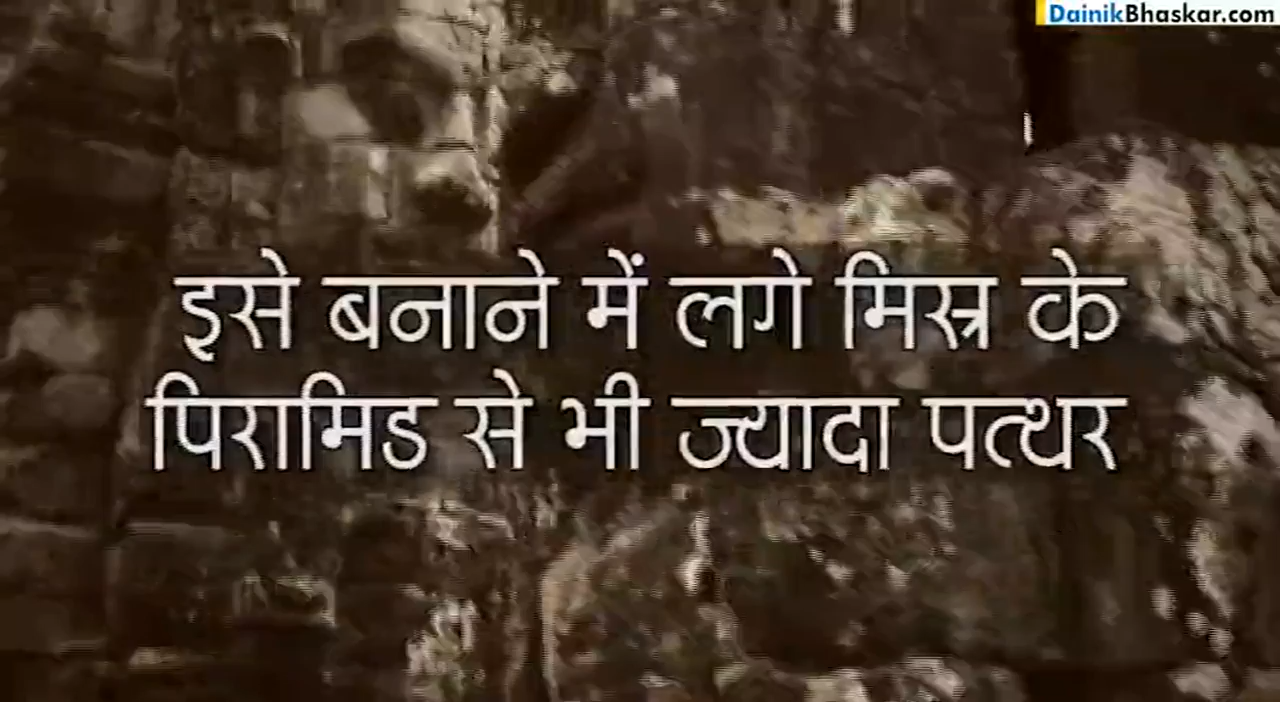 DainikBhaskar.com
इसे बनाने में लगे मिस्र के
पिरामिड से भी ज्यादा पत्थर